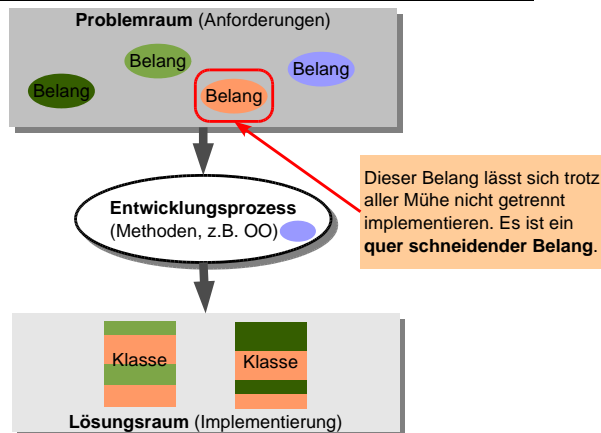 Problemraum (Anforderungen)
Belang
Belang
Belang
Belang
Dieser Belang lässt sich trotz
aller Mühe nicht getrennt
implementieren. Es ist ein
quer schneidender Belang.
Entwicklungsprozess
(Methoden, z.B. OO)
Klasse
Klasse
Lösungsraum (Implementierung)